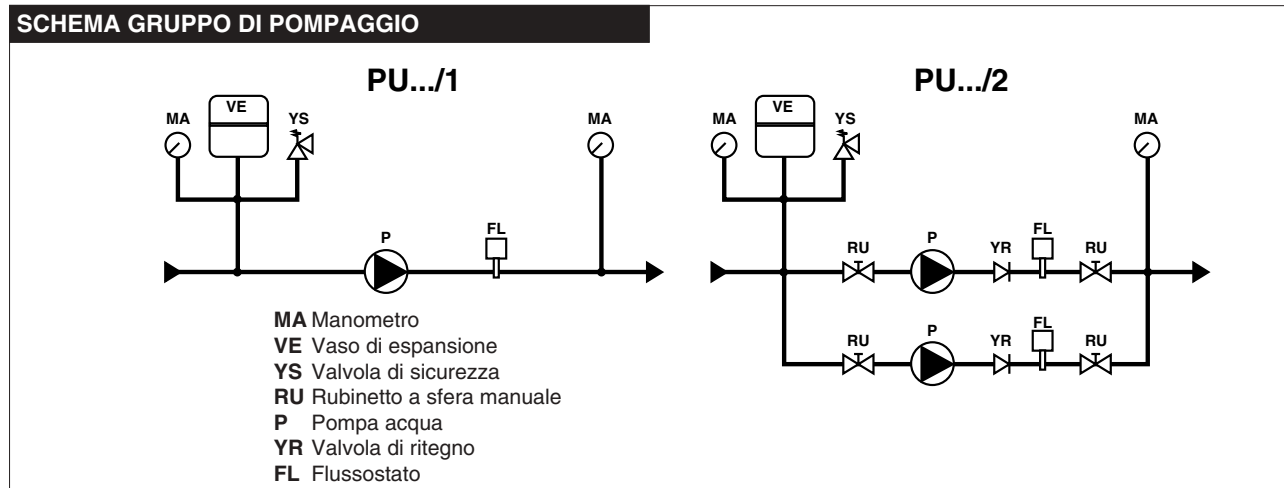 SCHEMA GRUPPO DI POMPAGGIO
PU.../1
PU.../2
MA
VE
YS
MA
P
FL
MA
VE
YS
MA
RU
P
YR
FL
RU
RU
P
YR
FL
RU
MA Manometro
VE Vaso di espansione
YS Valvola di sicurezza
RU Rubinetto a sfera manuale
P Pompa acqua
YR Valvola di ritegno
FL Flussostato